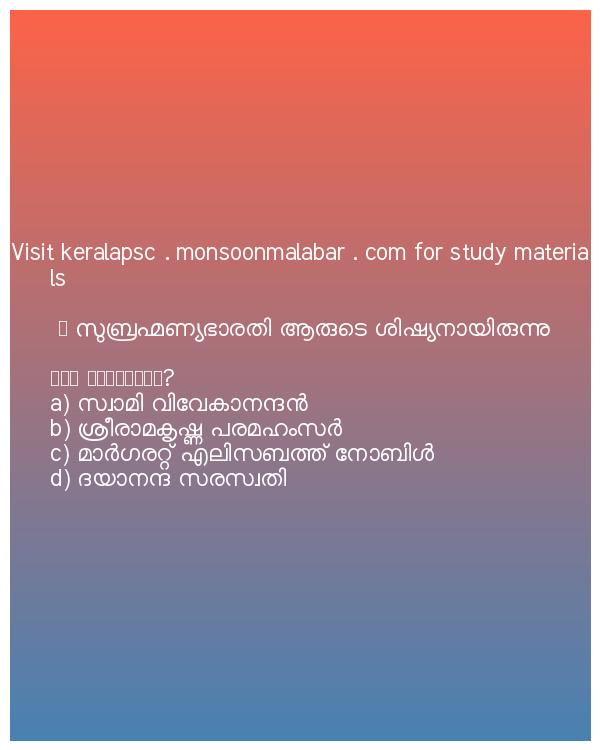 Visit keralapsc . monsoonmalabar . com for study materia
ls
സുബ്രഹ്മണ്യഭാരതി ആരുടെ ശിഷ്യനായിരുന്നു
?
a) സ്വാമി വിവേകാനന്ദൻ
b) ശ്രീരാമകൃഷ്ണ പരമഹംസർ
c) മാർഗരറ്റ് എലിസബത്ത് നോബിൾ
d) ദയാനന്ദ സരസ്വതി